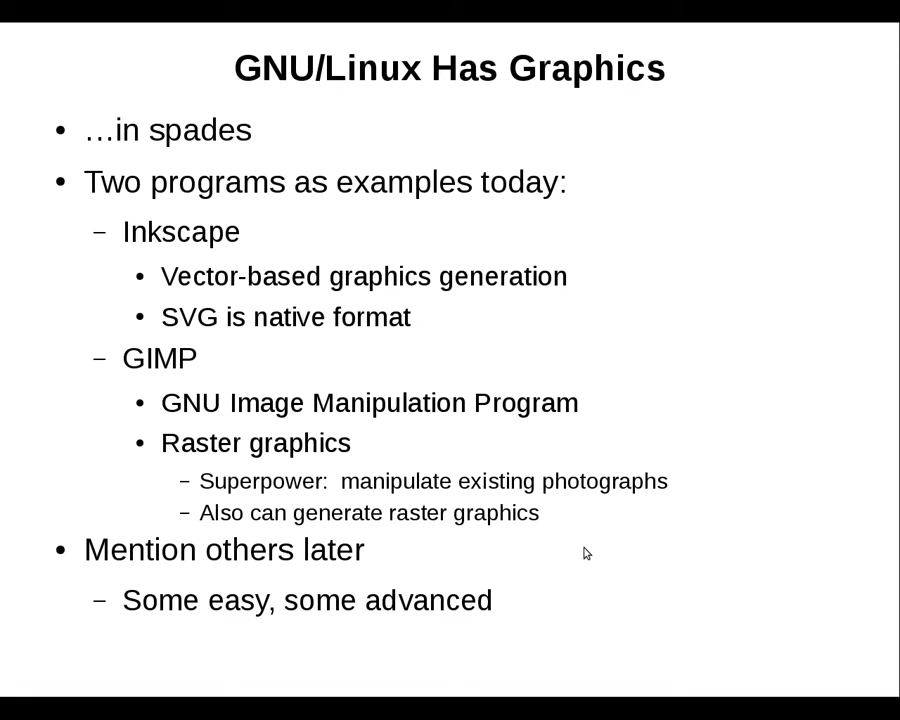 GNU/Linux Has Graphics
• …in spades
• Two programs as examples today:
– Inkscape
• Vector-based graphics generation
• SVG is native format
– GIMP
• GNU Image Manipulation Program
• Raster graphics
– Superpower:  manipulate existing photographs
– Also can generate raster graphics
• Mention others later
– Some easy, some advanced